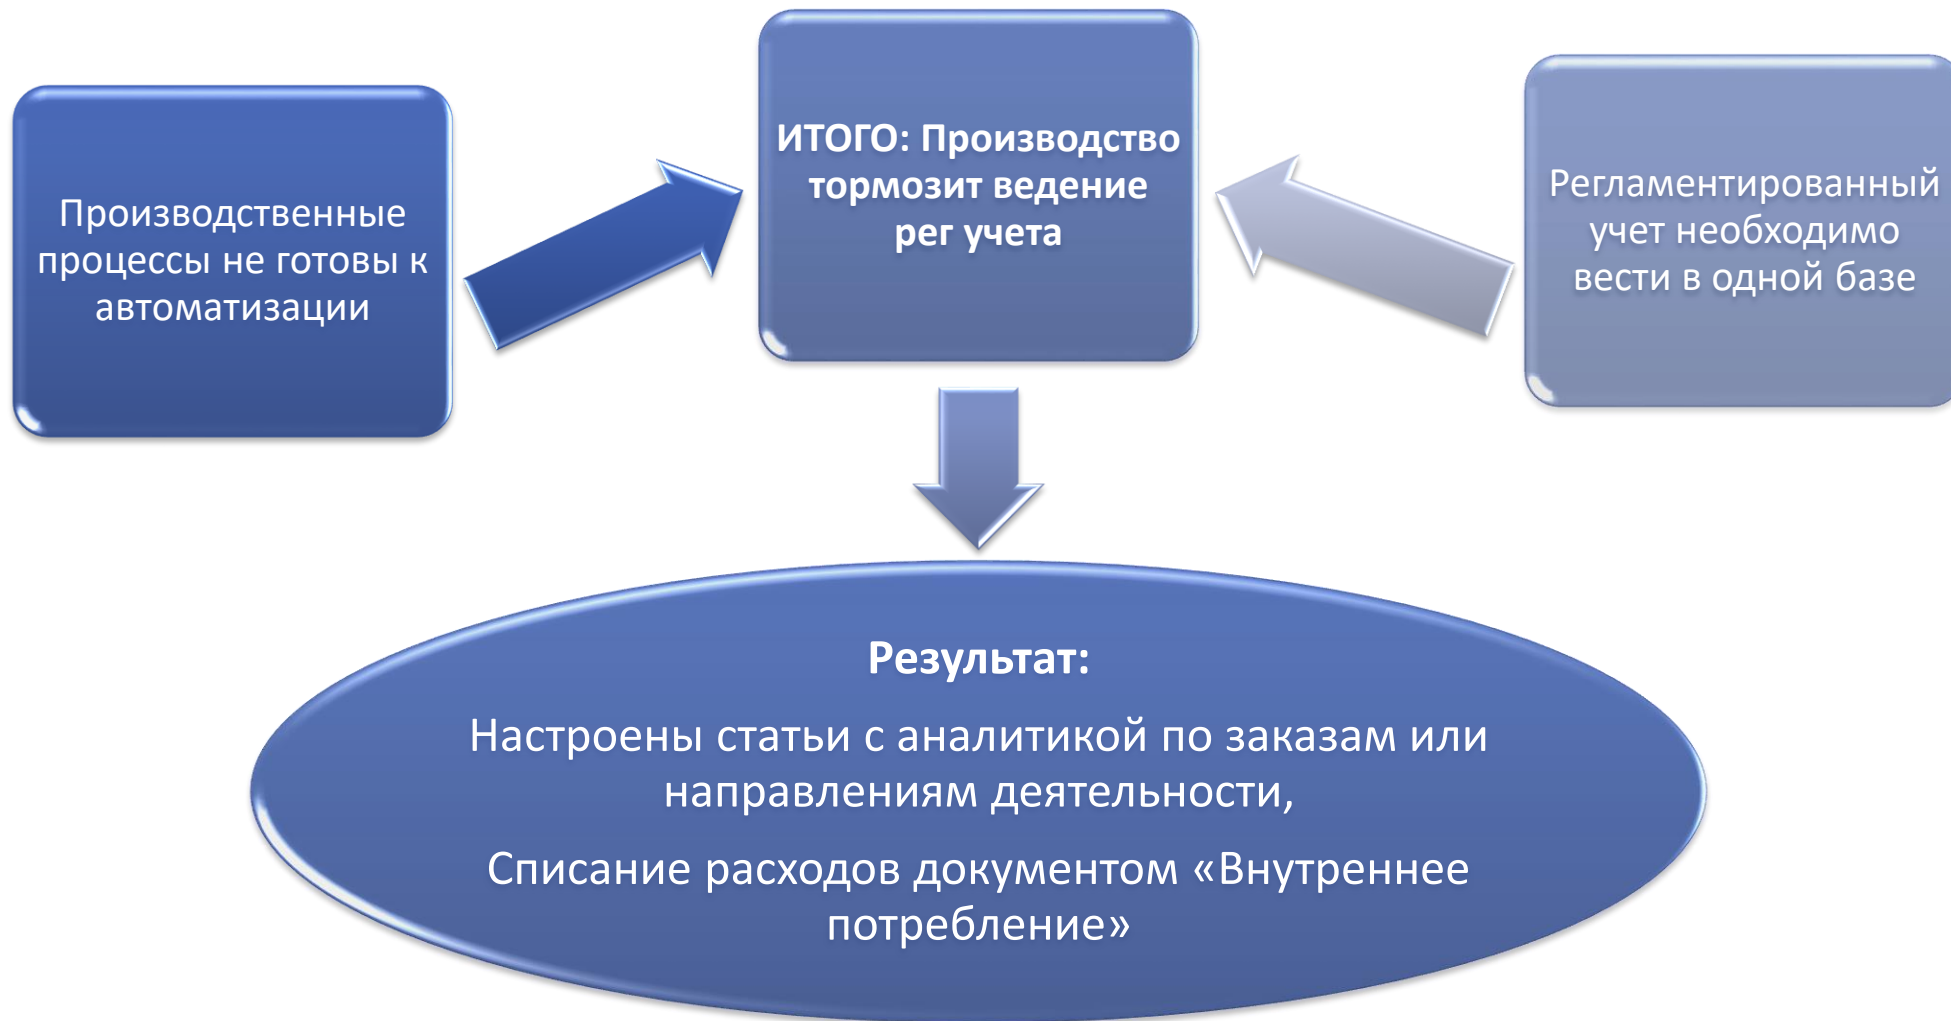 Производственные
процессы не готовы к
автоматизации
ИТОГО: Производство
тормозит ведение
рег учета
Регламентированный
учет необходимо
вести в одной базе
Результат:
Настроены статьи с аналитикой по заказам или
направлениям деятельности,
Списание расходов документом «Внутреннее
потребление»